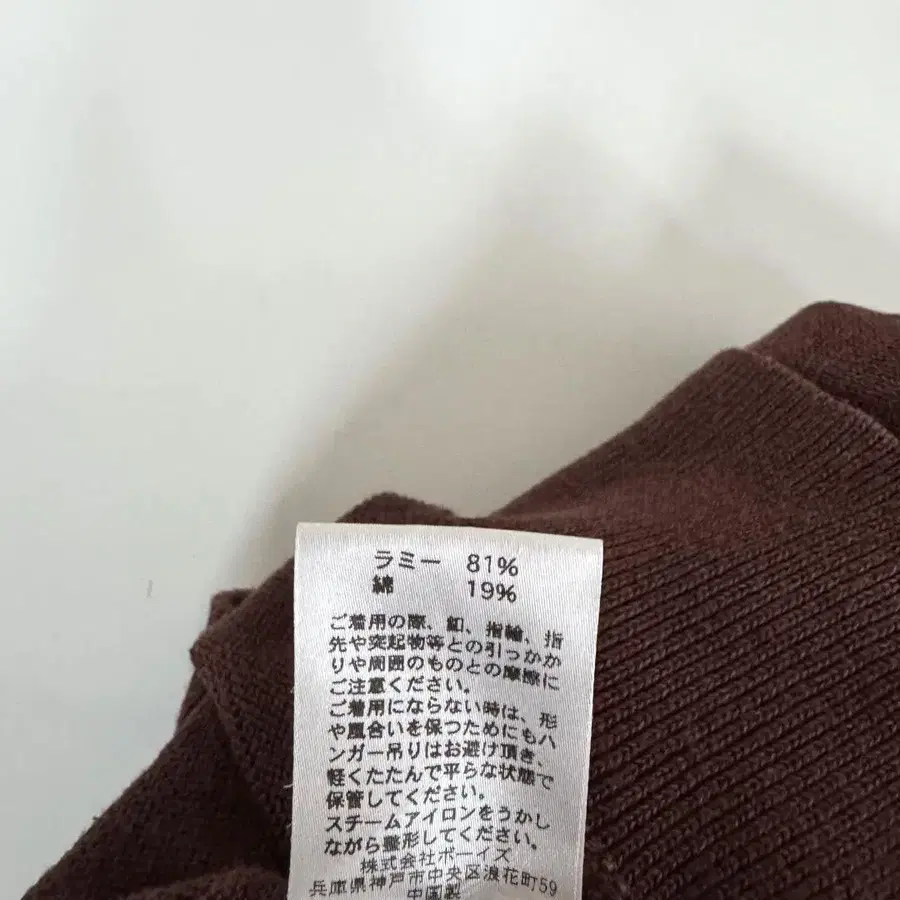 ラミー 81%
綿 19%
ご着用の際、釦、指輪、指
先や突起物等との引っかか
りや周囲のものとの摩擦に
ご注意ください。
ご着用にならない時は、形
や風合いを保つためにもハ
ンガー吊りはお避け頂き、
軽くたたんで平らな状態で
保管してください。
スチームアイロンをうかし
ながら整形してください。
株式会社ボーイズ
兵庫県神戸市中央区浪花町59
中国製